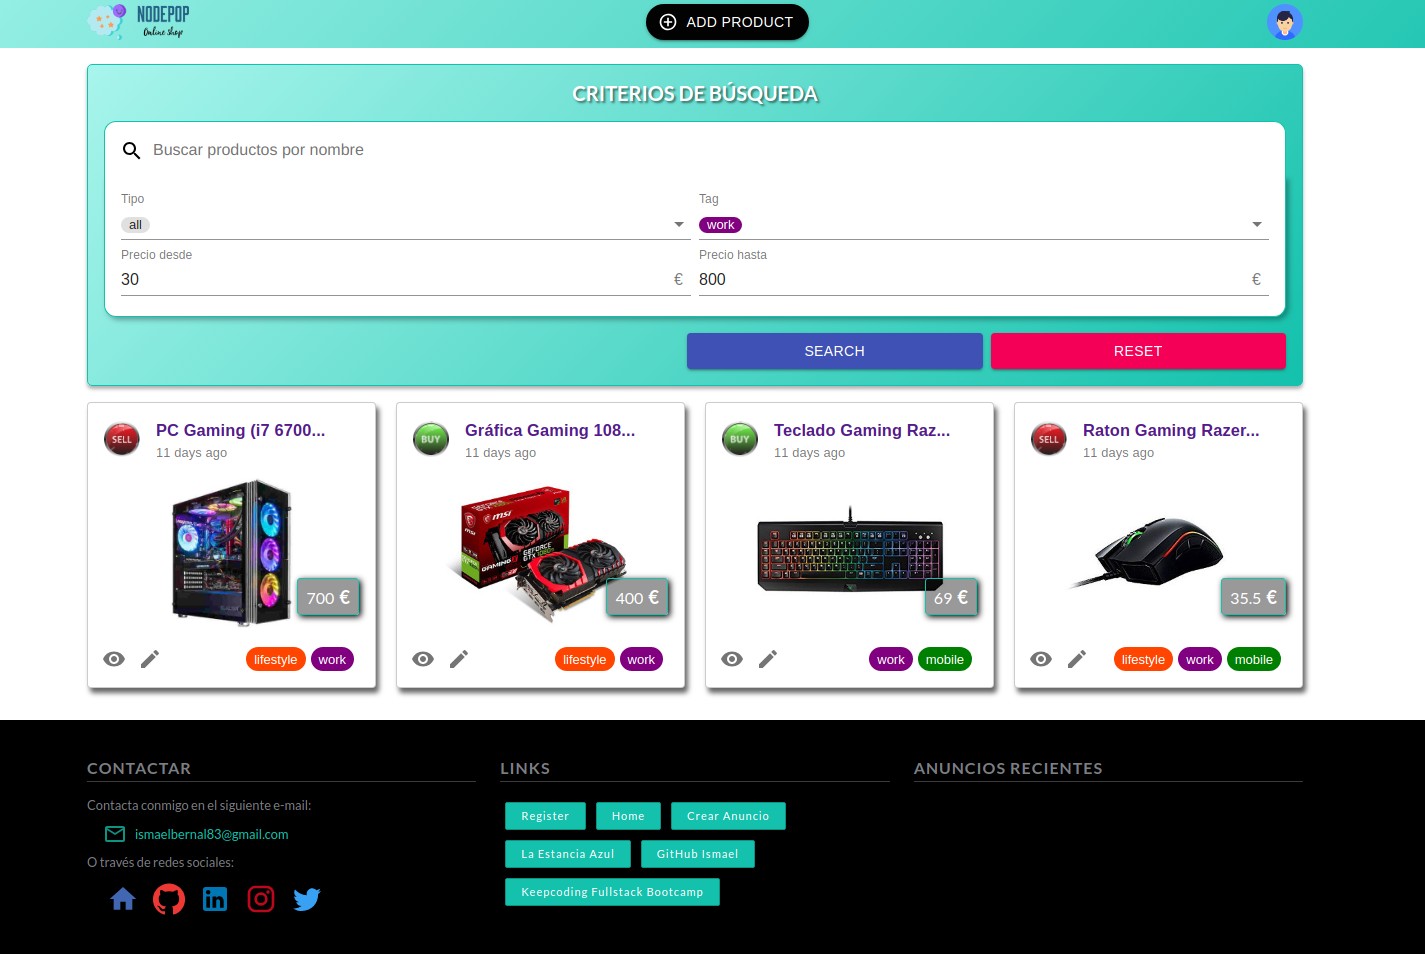 NODEPOP
Online Shop
ADD PRODUCT
CRITERIOS DE BÚSQUEDA
Buscar productos por nombre
Tipo
all
Tag
work
Precio desde
30 €
Precio hasta
800 €
SEARCH
RESET
SELL
PC Gaming (i7 6700...
11 days ago
700 €
lifestyle
work
BUY
Gráfica Gaming 108...
11 days ago
msi
GEFORCE
400 €
lifestyle
work
BUY
Teclado Gaming Raz...
11 days ago
69 €
work
mobile
SELL
Raton Gaming Razer...
11 days ago
35.5 €
lifestyle
work
mobile
CONTACTAR
Contacta conmigo en el siguiente e-mail:
ismaelbernal83@gmail.com
O través de redes sociales:
LINKS
Register
Home
Crear Anuncio
La Estancia Azul
GitHub Ismael
Keepcoding Fullstack Bootcamp
ANUNCIOS RECIENTES